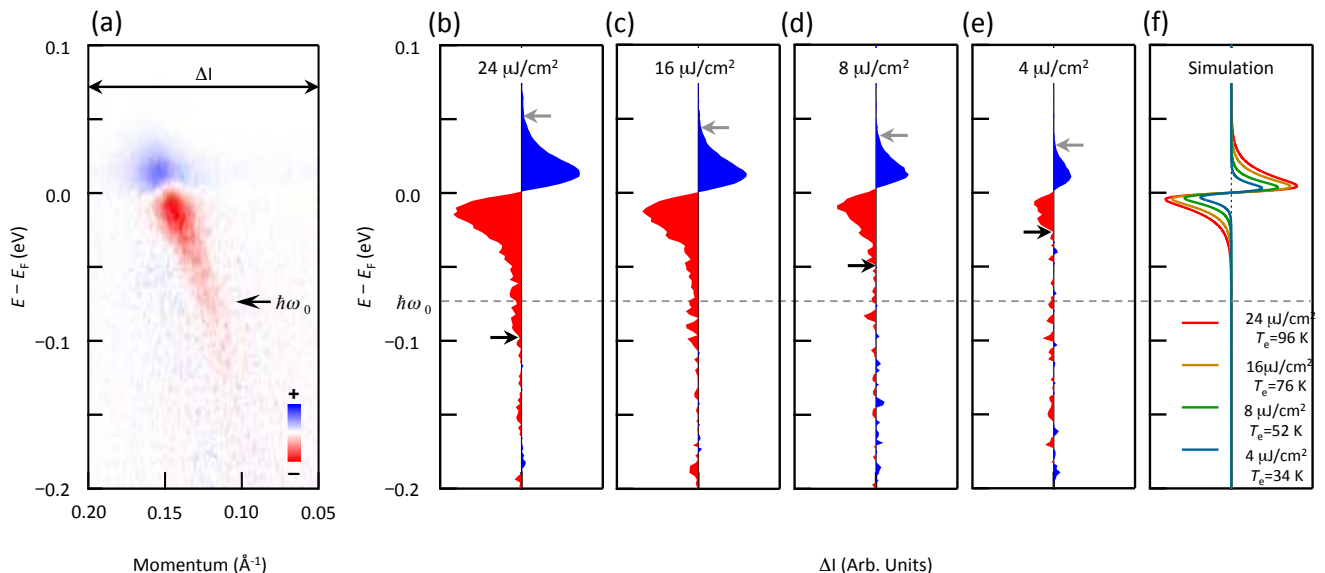 (a)
(b)
(c)
(d)
(e)
(f)
0.1
0.0
−0.1
−0.2
E − E_F (eV)
ΔI
ℏω₀
+
−
0.20
0.15
0.10
0.05
Momentum (Å⁻¹)
0.1
0.0
ℏω₀
−0.1
−0.2
E − E_F (eV)
24 μJ/cm²
16 μJ/cm²
8 μJ/cm²
4 μJ/cm²
Simulation
24 μJ/cm²
Tₑ=96 K
16μJ/cm²
Tₑ=76 K
8 μJ/cm²
Tₑ=52 K
4 μJ/cm²
Tₑ=34 K
ΔI (Arb. Units)